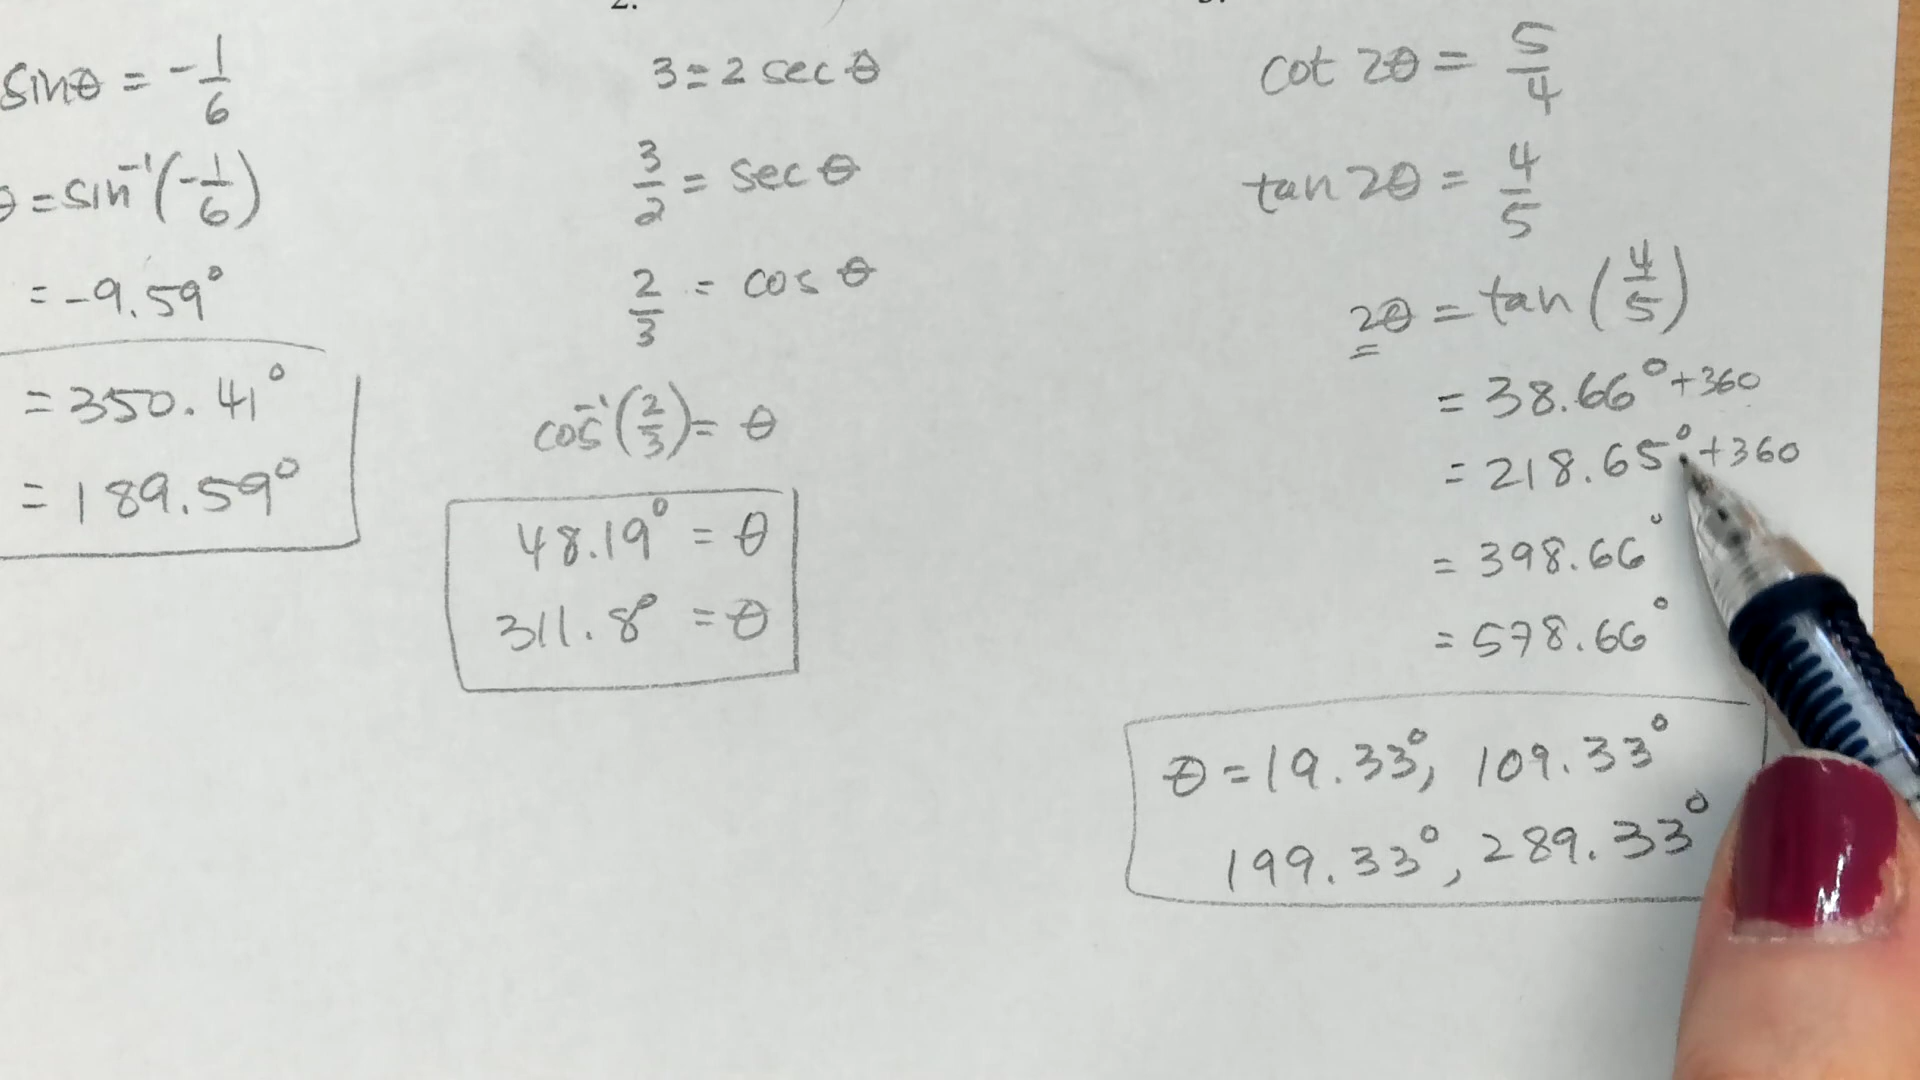 2.
3.
sinθ = -1/6
θ = sin⁻¹(-1/6)
= -9.59°
= 350.41°
= 189.59°
3 = 2 sec θ
3/2 = sec θ
2/3 = cos θ
cos⁻¹(2/3) = θ
48.19° = θ
311.8° = θ
cot 2θ = 5/4
tan 2θ = 4/5
2θ = tan(4/5)
= 38.66° +360
= 218.65° +360
= 398.66°
= 578.66°
θ = 19.33°, 109.33°
199.33°, 289.33°